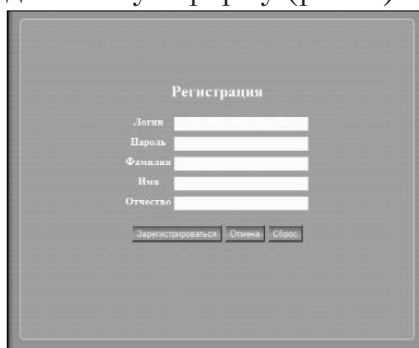 Регистрация
Логин
Пароль
Фамилия
Имя
Отчество
Зарегистрироваться Отмена Сброс